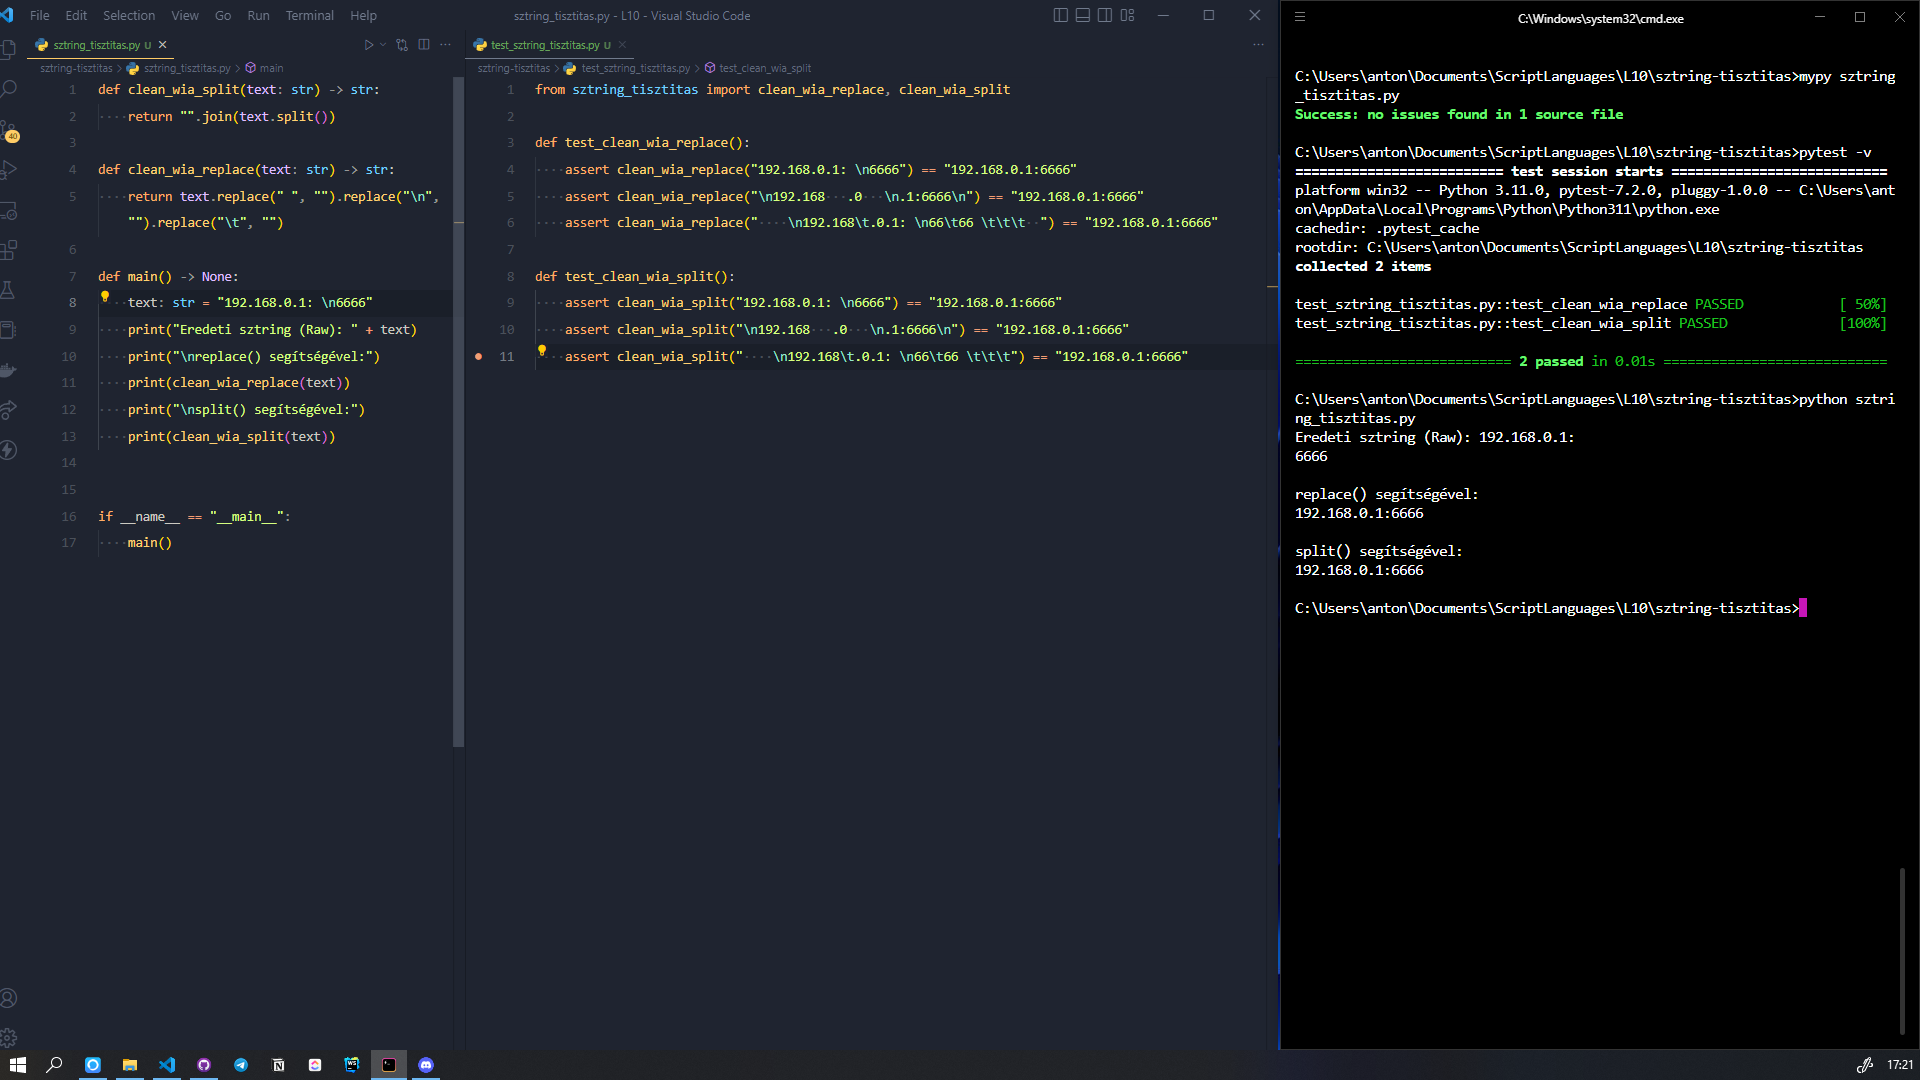 File Edit Selection View Go Run Terminal Help
sztring_tisztitas.py - L10 - Visual Studio Code
sztring_tisztitas.py U
sztring-tisztitas > sztring_tisztitas.py > main
1 def clean_wia_split(text: str) -> str:
2 ····return "".join(text.split())
3
4 def clean_wia_replace(text: str) -> str:
5 ····return text.replace(" ", "").replace("\n",
"").replace("\t", "")
6
7 def main() -> None:
8 text: str = "192.168.0.1: \n6666"
9 ····print("Eredeti sztring (Raw): " + text)
10 ····print("\nreplace() segítségével:")
11 ····print(clean_wia_replace(text))
12 ····print("\nsplit() segítségével:")
13 ····print(clean_wia_split(text))
14
15
16 if __name__ == "__main__":
17 ····main()
40
test_sztring_tisztitas.py U
sztring-tisztitas > test_sztring_tisztitas.py > test_clean_wia_split
1 from sztring_tisztitas import clean_wia_replace, clean_wia_split
2
3 def test_clean_wia_replace():
4 ····assert clean_wia_replace("192.168.0.1: \n6666") == "192.168.0.1:6666"
5 ····assert clean_wia_replace("\n192.168···.0···\n.1:6666\n") == "192.168.0.1:6666"
6 ····assert clean_wia_replace("····\n192.168\t.0.1: \n66\t66 \t\t\t··") == "192.168.0.1:6666"
7
8 def test_clean_wia_split():
9 ····assert clean_wia_split("192.168.0.1: \n6666") == "192.168.0.1:6666"
10 ····assert clean_wia_split("\n192.168···.0···\n.1:6666\n") == "192.168.0.1:6666"
11 assert clean_wia_split("····\n192.168\t.0.1: \n66\t66 \t\t\t") == "192.168.0.1:6666"
C:\Windows\system32\cmd.exe
C:\Users\anton\Documents\ScriptLanguages\L10\sztring-tisztitas>mypy sztring
_tisztitas.py
Success: no issues found in 1 source file
C:\Users\anton\Documents\ScriptLanguages\L10\sztring-tisztitas>pytest -v
========================== test session starts ===========================
platform win32 -- Python 3.11.0, pytest-7.2.0, pluggy-1.0.0 -- C:\Users\ant
on\AppData\Local\Programs\Python\Python311\python.exe
cachedir: .pytest_cache
rootdir: C:\Users\anton\Documents\ScriptLanguages\L10\sztring-tisztitas
collected 2 items
test_sztring_tisztitas.py::test_clean_wia_replace PASSED [ 50%]
test_sztring_tisztitas.py::test_clean_wia_split PASSED [100%]
=========================== 2 passed in 0.01s ============================
C:\Users\anton\Documents\ScriptLanguages\L10\sztring-tisztitas>python sztri
ng_tisztitas.py
Eredeti sztring (Raw): 192.168.0.1:
6666
replace() segítségével:
192.168.0.1:6666
split() segítségével:
192.168.0.1:6666
C:\Users\anton\Documents\ScriptLanguages\L10\sztring-tisztitas>
17:21